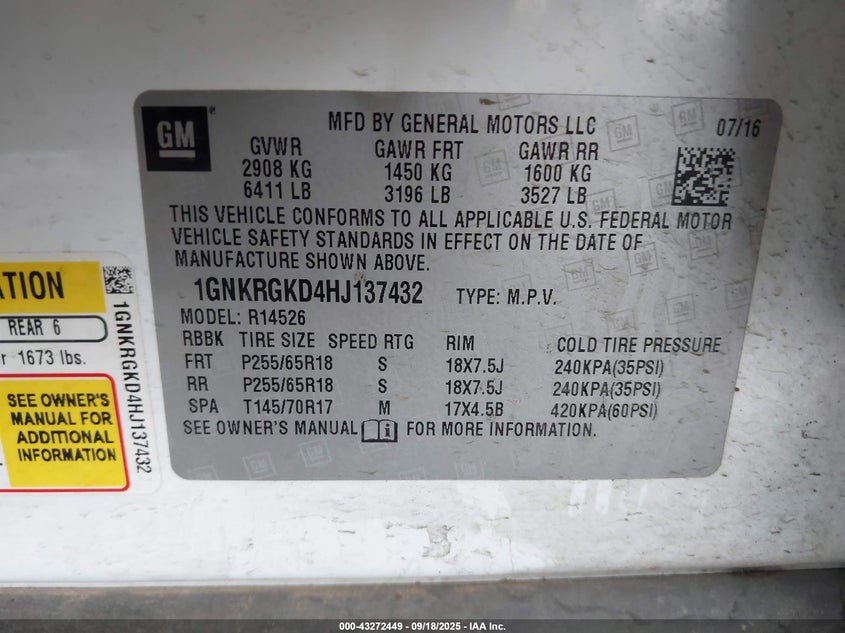 GM
MFD BY GENERAL MOTORS LLC 07/16
GVWR GAWR FRT GAWR RR
2908 KG 1450 KG 1600 KG
6411 LB 3196 LB 3527 LB
THIS VEHICLE CONFORMS TO ALL APPLICABLE U.S. FEDERAL MOTOR
VEHICLE SAFETY STANDARDS IN EFFECT ON THE DATE OF
MANUFACTURE SHOWN ABOVE.
1GNKRGKD4HJ137432 TYPE: M.P.V.
MODEL: R14526
RBBK TIRE SIZE SPEED RTG RIM COLD TIRE PRESSURE
FRT P255/65R18 S 18X7.5J 240KPA(35PSI)
RR P255/65R18 S 18X7.5J 240KPA(35PSI)
SPA T145/70R17 M 17X4.5B 420KPA(60PSI)
SEE OWNER'S MANUAL i FOR MORE INFORMATION.
REAR 6
1673 lbs.
SEE OWNER'S
MANUAL FOR
ADDITIONAL
INFORMATION
1GNKRGKD4HJ137432
000-43272449 - 09/18/2025 - IAA Inc.